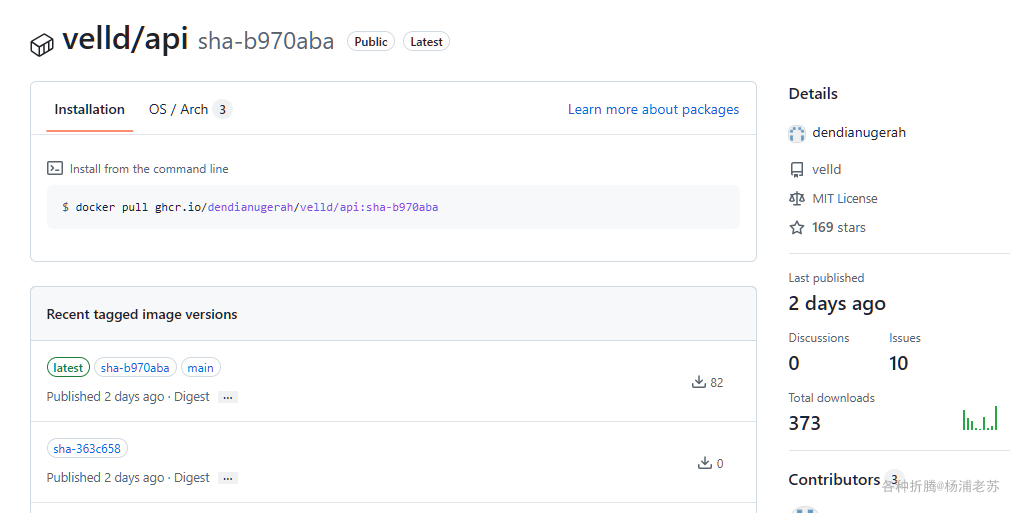 velld/api sha-b970aba Public Latest
Installation OS / Arch 3 Learn more about packages
Install from the command line
$ docker pull ghcr.io/dendianugerah/velld/api:sha-b970aba
Recent tagged image versions
latest sha-b970aba main
Published 2 days ago · Digest ...
82
sha-363c658
Published 2 days ago · Digest ...
0
Details
dendianugerah
velld
MIT License
169 stars
Last published
2 days ago
Discussions Issues
0 10
Total downloads
373
Contributors 3
各种折腾@杨浦老苏